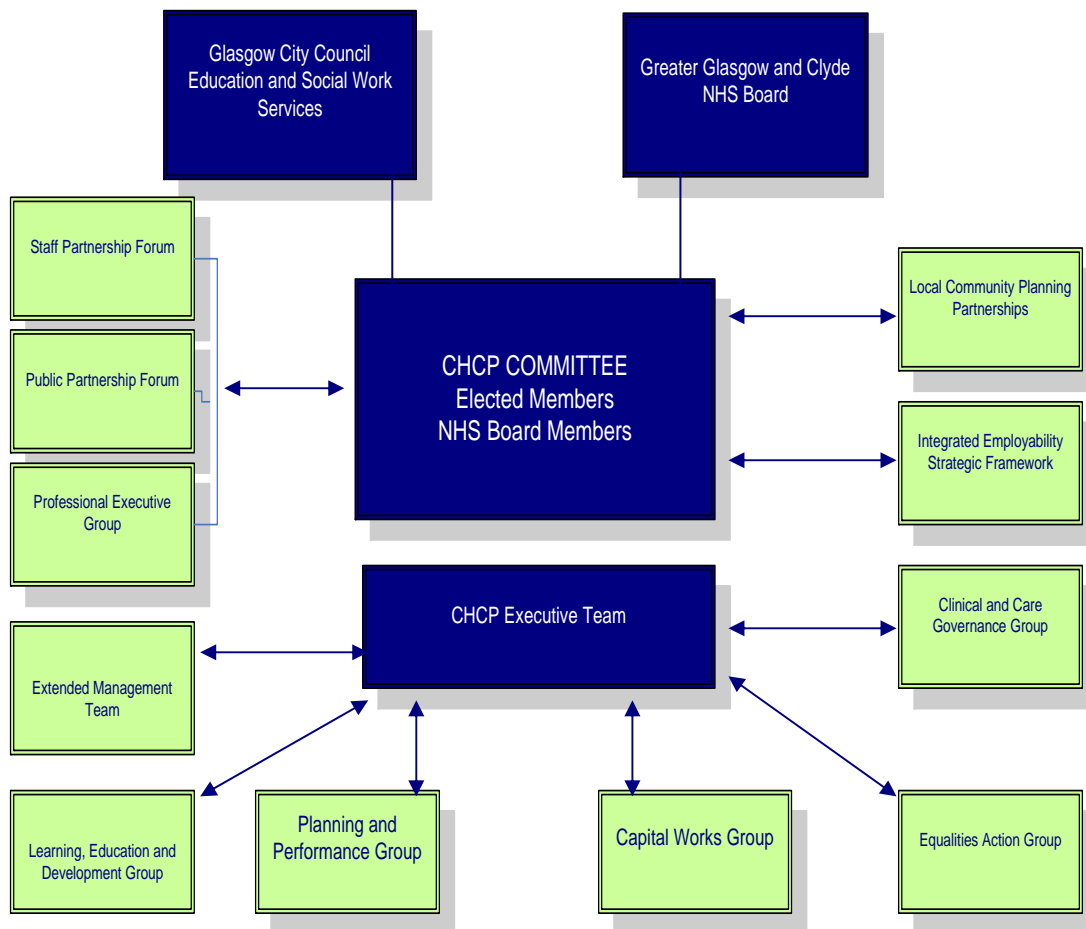 Glasgow City Council
Education and Social Work
Services
Greater Glasgow and Clyde
NHS Board
Staff Partnership Forum
Public Partnership Forum
Professional Executive
Group
CHCP COMMITTEE
Elected Members
NHS Board Members
Local Community Planning
Partnerships
Integrated Employability
Strategic Framework
CHCP Executive Team
Clinical and Care
Governance Group
Extended Management
Team
Learning, Education and
Development Group
Planning and
Performance Group
Capital Works Group
Equalities Action Group